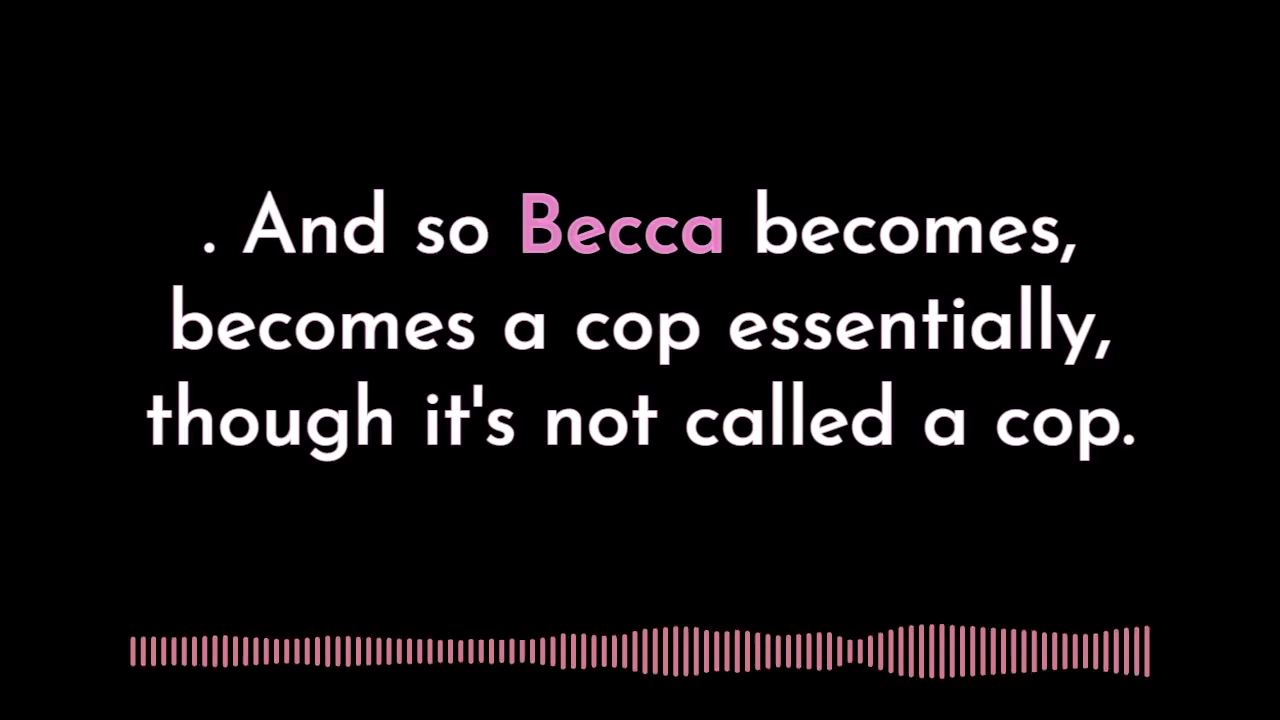 . And so Becca becomes,
becomes a cop essentially,
though it's not called a cop.